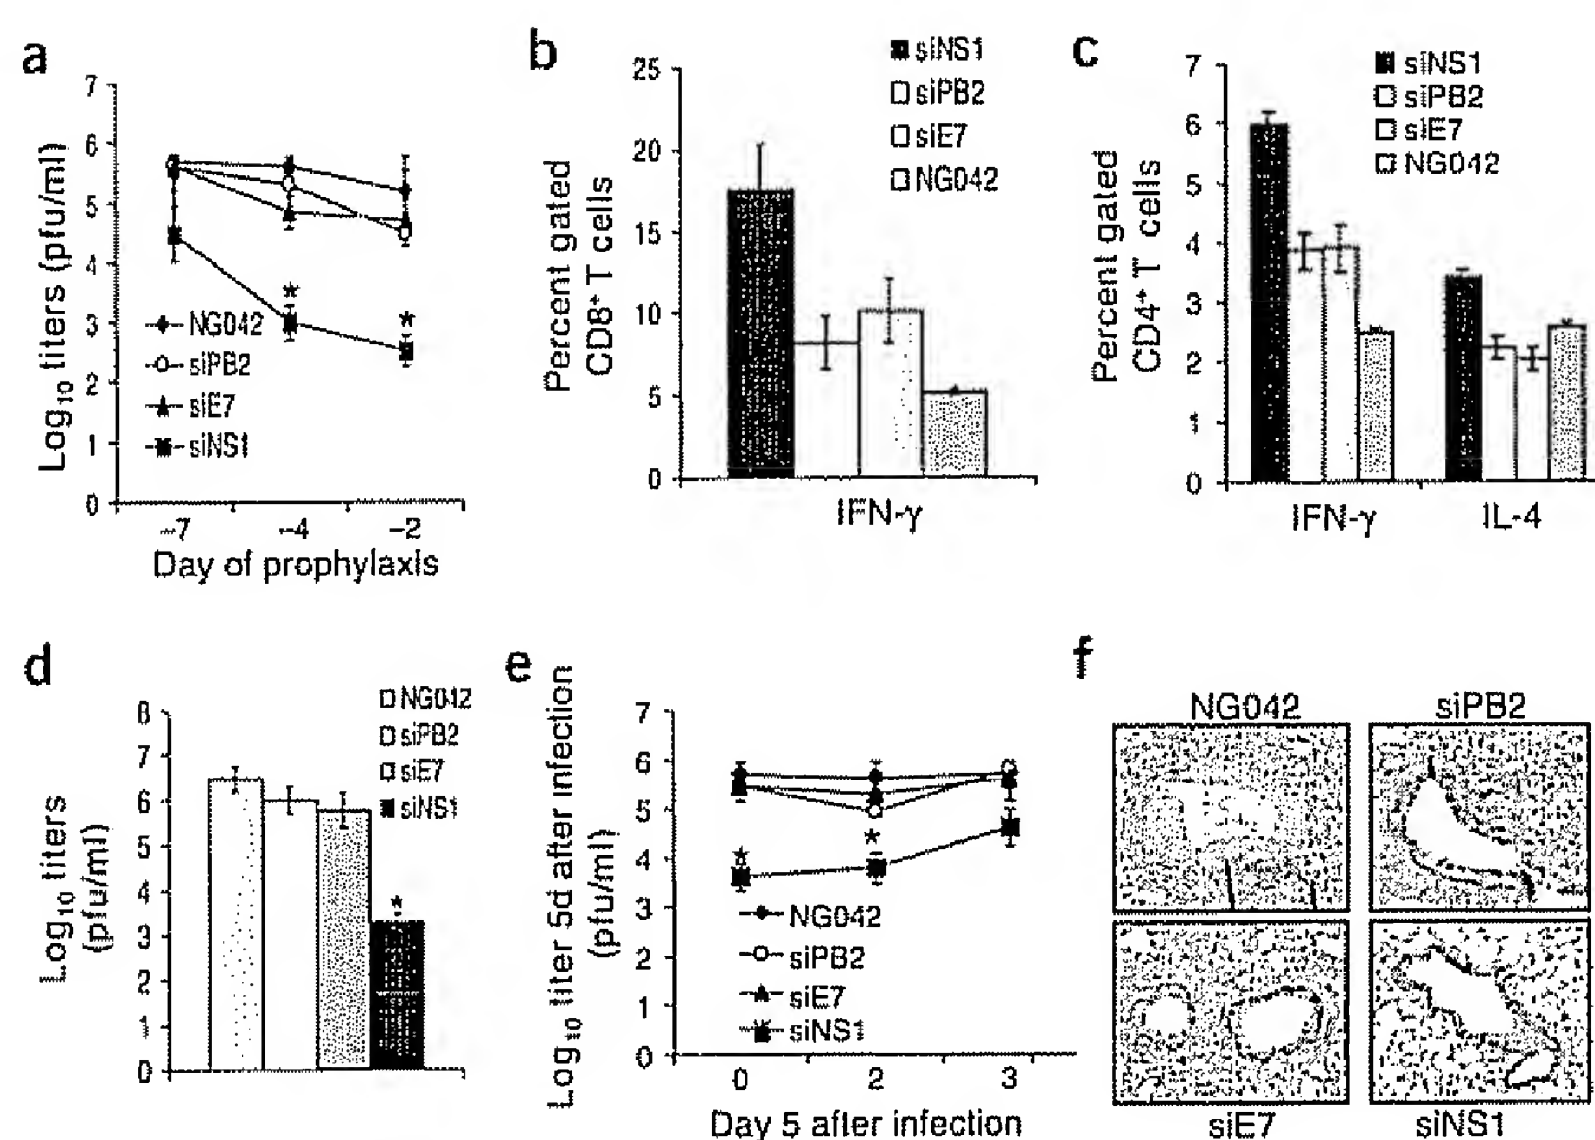 a
7
6
5
4
3
2
1
0
Log10 titers (pfu/ml)
*
*
NG042
siPB2
siE7
siNS1
-7 -4 -2
Day of prophylaxis
b
25
20
15
10
5
0
Percent gated
CD8+ T cells
siNS1
siPB2
siE7
NG042
IFN-γ
c
7
6
5
4
3
2
1
0
Percent gated
CD4+ T cells
siNS1
siPB2
siE7
NG042
IFN-γ IL-4
d
8
7
6
5
4
3
2
1
0
Log10 titers
(pfu/ml)
NG042
siPB2
siE7
siNS1
*
e
7
6
5
4
3
2
1
0
Log10 titer 5d after infection
(pfu/ml)
*
*
NG042
siPB2
siE7
siNS1
0 2 3
Day 5 after infection
f
NG042 siPB2
siE7 siNS1